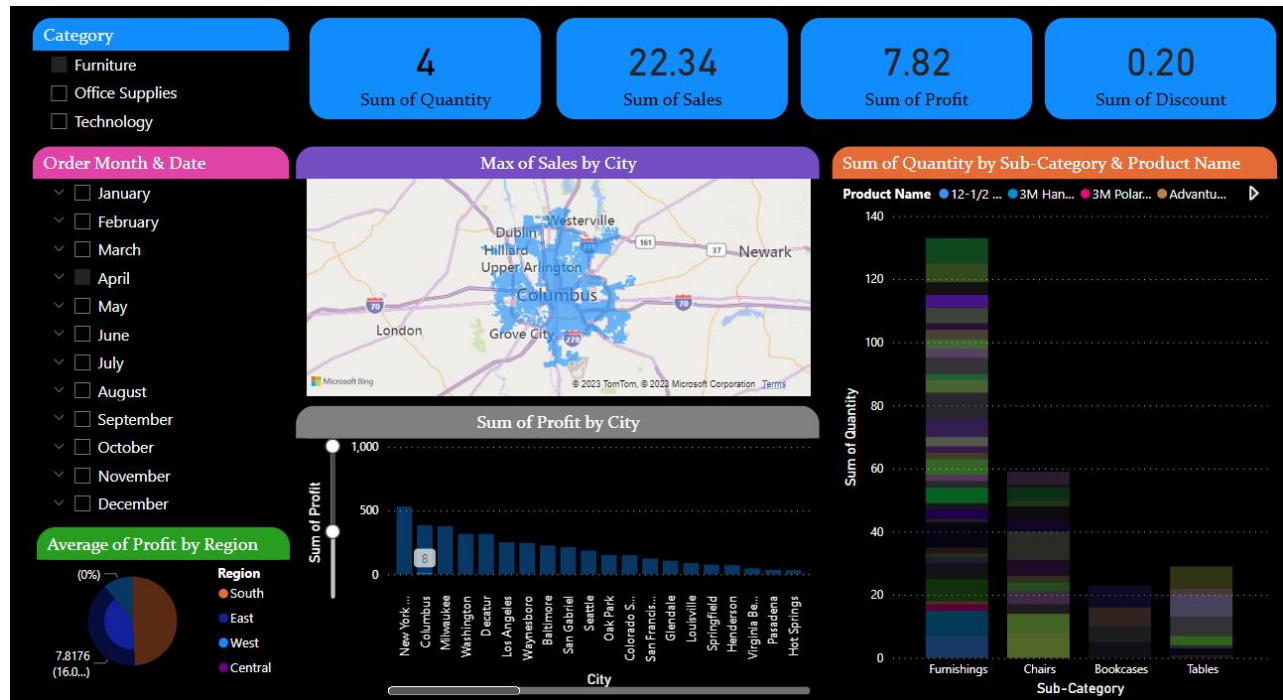 Category
Furniture
Office Supplies
Technology
4
Sum of Quantity
22.34
Sum of Sales
7.82
Sum of Profit
0.20
Sum of Discount
Order Month & Date
January
February
March
April
May
June
July
August
September
October
November
December
Max of Sales by City
Westerville
Dublin
Hilliard
Upper Arlington
Columbus
Grove City
London
Newark
270
161
37
70
70
270
Microsoft Bing
© 2023 TomTom, © 2023 Microsoft Corporation Terms
Sum of Profit by City
Sum of Profit
1,000
500
0
8
New York ...
Columbus
Milwaukee
Washington
Decatur
Los Angeles
Waynesboro
Baltimore
San Gabriel
Seattle
Oak Park
Colorado S...
San Francis...
Glendale
Louisville
Springfield
Henderson
Virginia Be...
Pasadena
Hot Springs
City
Average of Profit by Region
(0%)
7.8176
(16.0...)
Region
South
East
West
Central
Sum of Quantity by Sub-Category & Product Name
Product Name 12-1/2 ... 3M Han... 3M Polar... Advantu...
Sum of Quantity
140
120
100
80
60
40
20
0
Furnishings
Chairs
Bookcases
Tables
Sub-Category